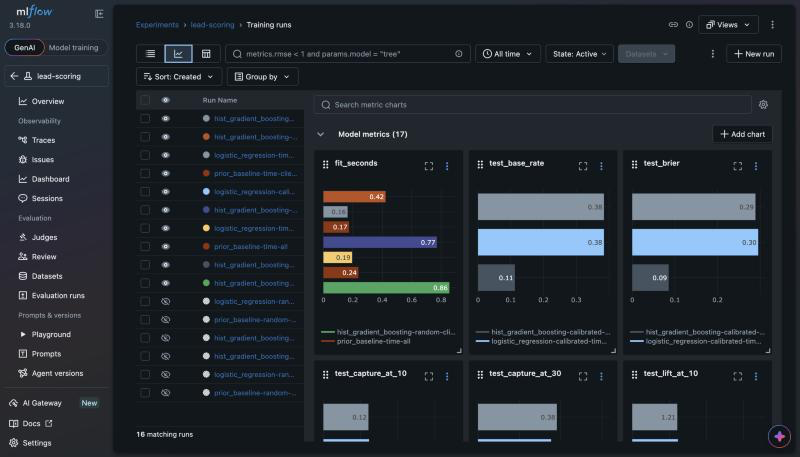 mlflow
3.18.0
GenAI
Model training
lead-scoring
Overview
Observability
Traces
Issues
Dashboard
Sessions
Evaluation
Judges
Review
Datasets
Evaluation runs
Prompts & versions
Playground
Prompts
Agent versions
AI Gateway New
Docs
Settings
Experiments > lead-scoring > Training runs
Views
metrics.rmse < 1 and params.model = "tree"
All time
State: Active
Datasets
New run
Sort: Created
Group by
Run Name
hist_gradient_boosting...
hist_gradient_boosting-...
logistic_regression-tim...
prior_baseline-time-clie...
logistic_regression-cali...
hist_gradient_boosting-...
logistic_regression-tim...
prior_baseline-time-all
hist_gradient_boosting...
hist_gradient_boosting...
logistic_regression-ran...
prior_baseline-random-...
hist_gradient_boosting...
hist_gradient_boosting...
logistic_regression-ran...
prior_baseline-random-...
16 matching runs
Search metric charts
Model metrics (17)
Add chart
fit_seconds
0.42
0.16
0.17
0.77
0.19
0.24
0.86
0 0.2 0.4 0.6 0.8
hist_gradient_boosting-random-cli...
prior_baseline-time-all
test_base_rate
0.38
0.38
0.11
0 0.1 0.2 0.3
hist_gradient_boosting-calibrated-...
logistic_regression-calibrated-tim...
test_brier
0.29
0.30
0.09
0 0.1 0.2
hist_gradient_boosting-calibrated-...
logistic_regression-calibrated-tim...
test_capture_at_10
0.12
test_capture_at_30
0.38
test_lift_at_10
1.21